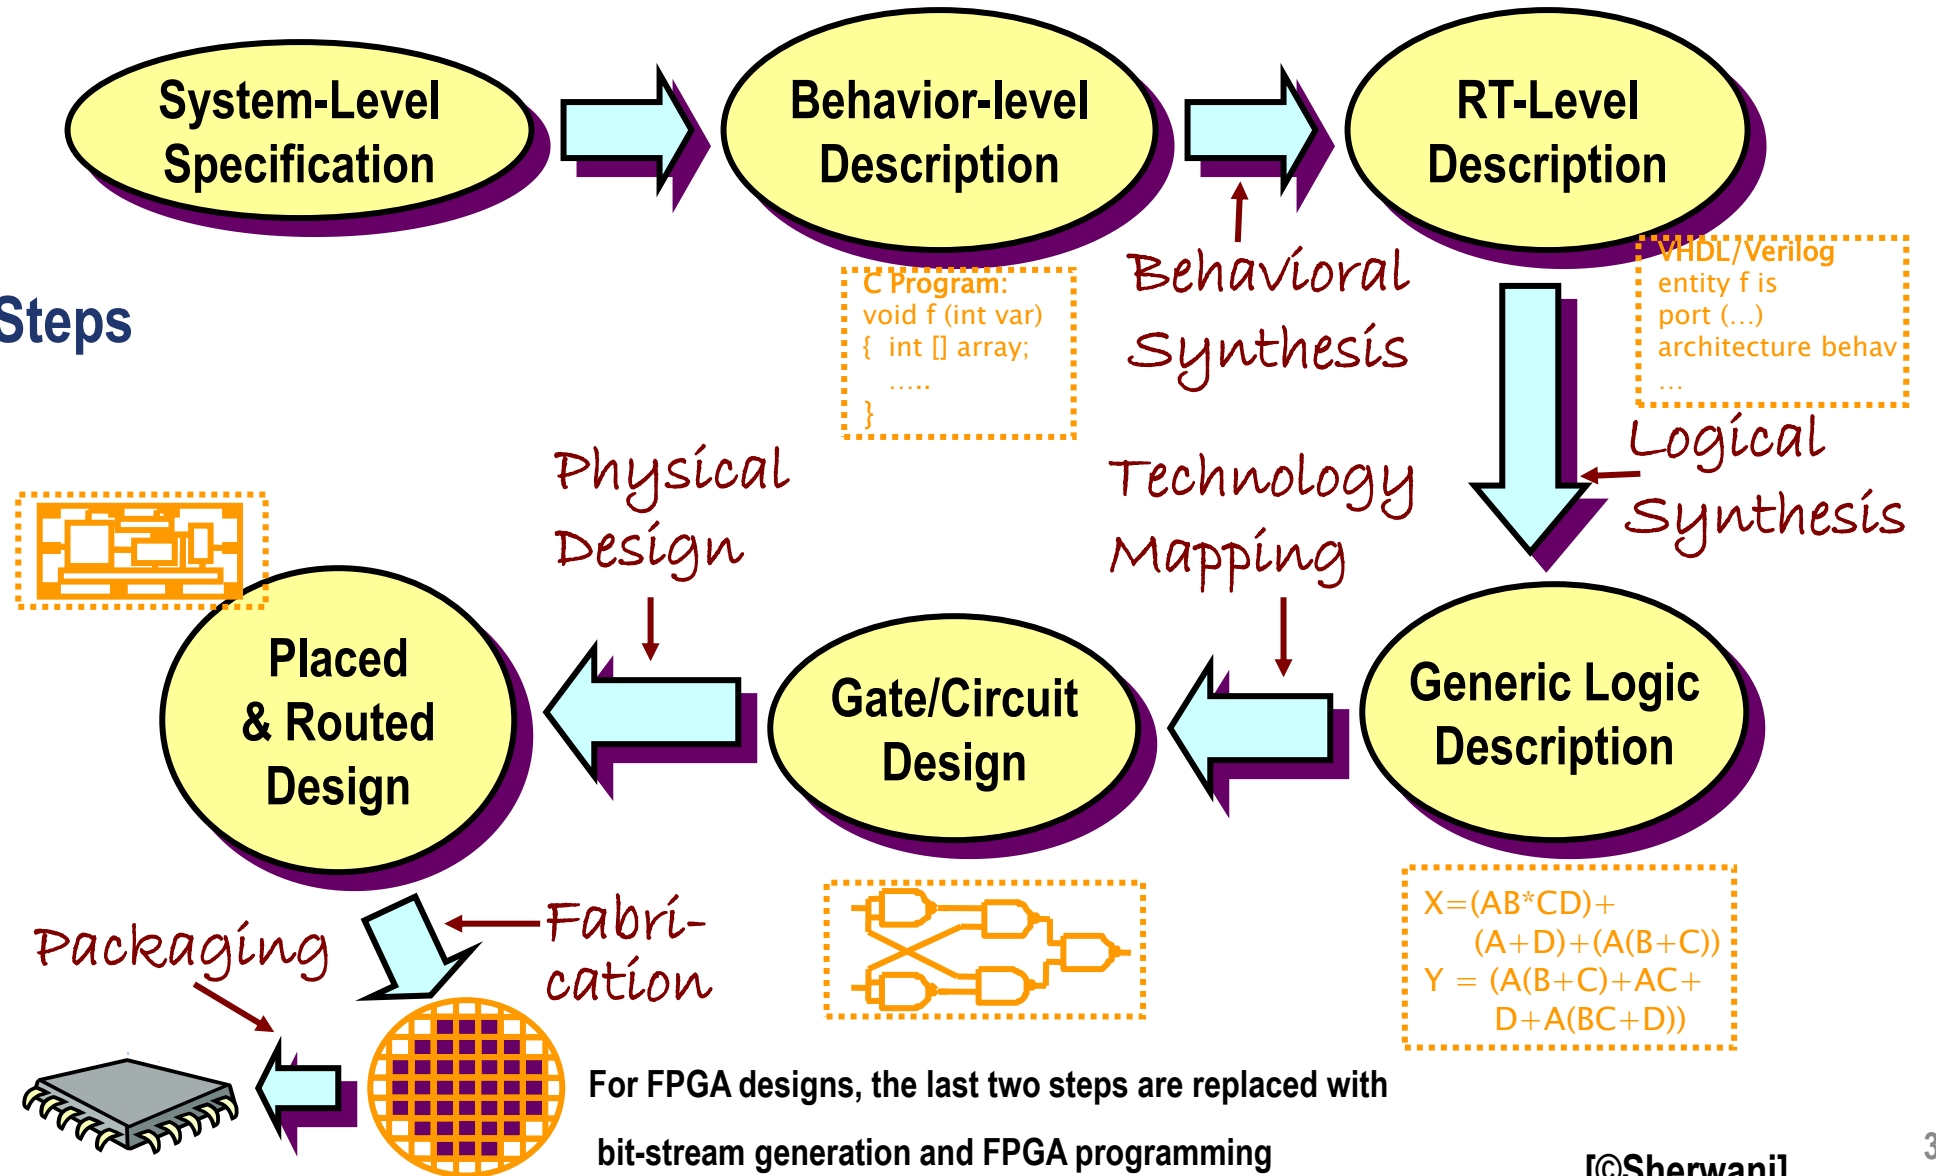 System-Level
Specification
Behavior-level
Description
RT-Level
Description
Steps
C Program:
void f (int var)
{ int [] array;
…..
}
Behavioral
Synthesis
VHDL/Verilog
entity f is
port (…)
architecture behav
…
Logical
Synthesis
Physical
Design
Technology
Mapping
Placed
& Routed
Design
Gate/Circuit
Design
Generic Logic
Description
X=(AB*CD)+
(A+D)+(A(B+C))
Y = (A(B+C)+AC+
D+A(BC+D))
Fabri-
cation
Packaging
For FPGA designs, the last two steps are replaced with
bit-stream generation and FPGA programming
[©Sherwani]
3